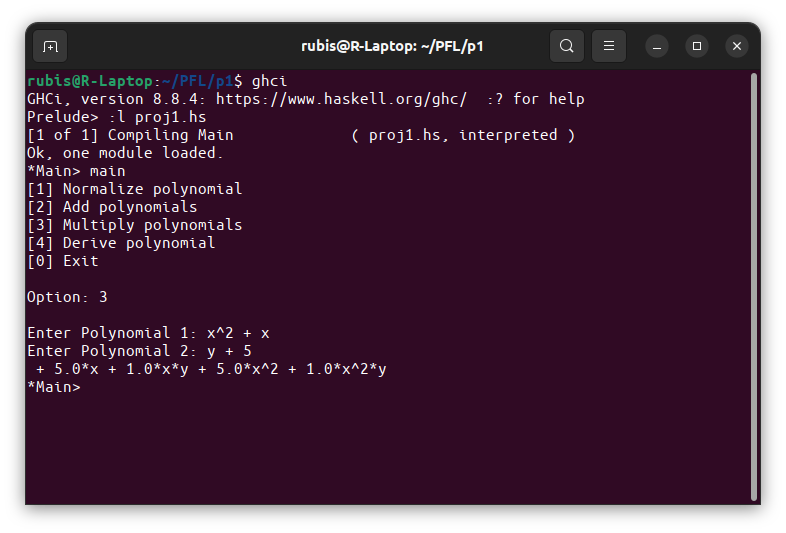 rubis@R-Laptop: ~/PFL/p1
rubis@R-Laptop:~/PFL/p1$ ghci
GHCi, version 8.8.4: https://www.haskell.org/ghc/  :? for help
Prelude> :l proj1.hs
[1 of 1] Compiling Main             ( proj1.hs, interpreted )
Ok, one module loaded.
*Main> main
[1] Normalize polynomial
[2] Add polynomials
[3] Multiply polynomials
[4] Derive polynomial
[0] Exit

Option: 3

Enter Polynomial 1: x^2 + x
Enter Polynomial 2: y + 5
 + 5.0*x + 1.0*x*y + 5.0*x^2 + 1.0*x^2*y
*Main>